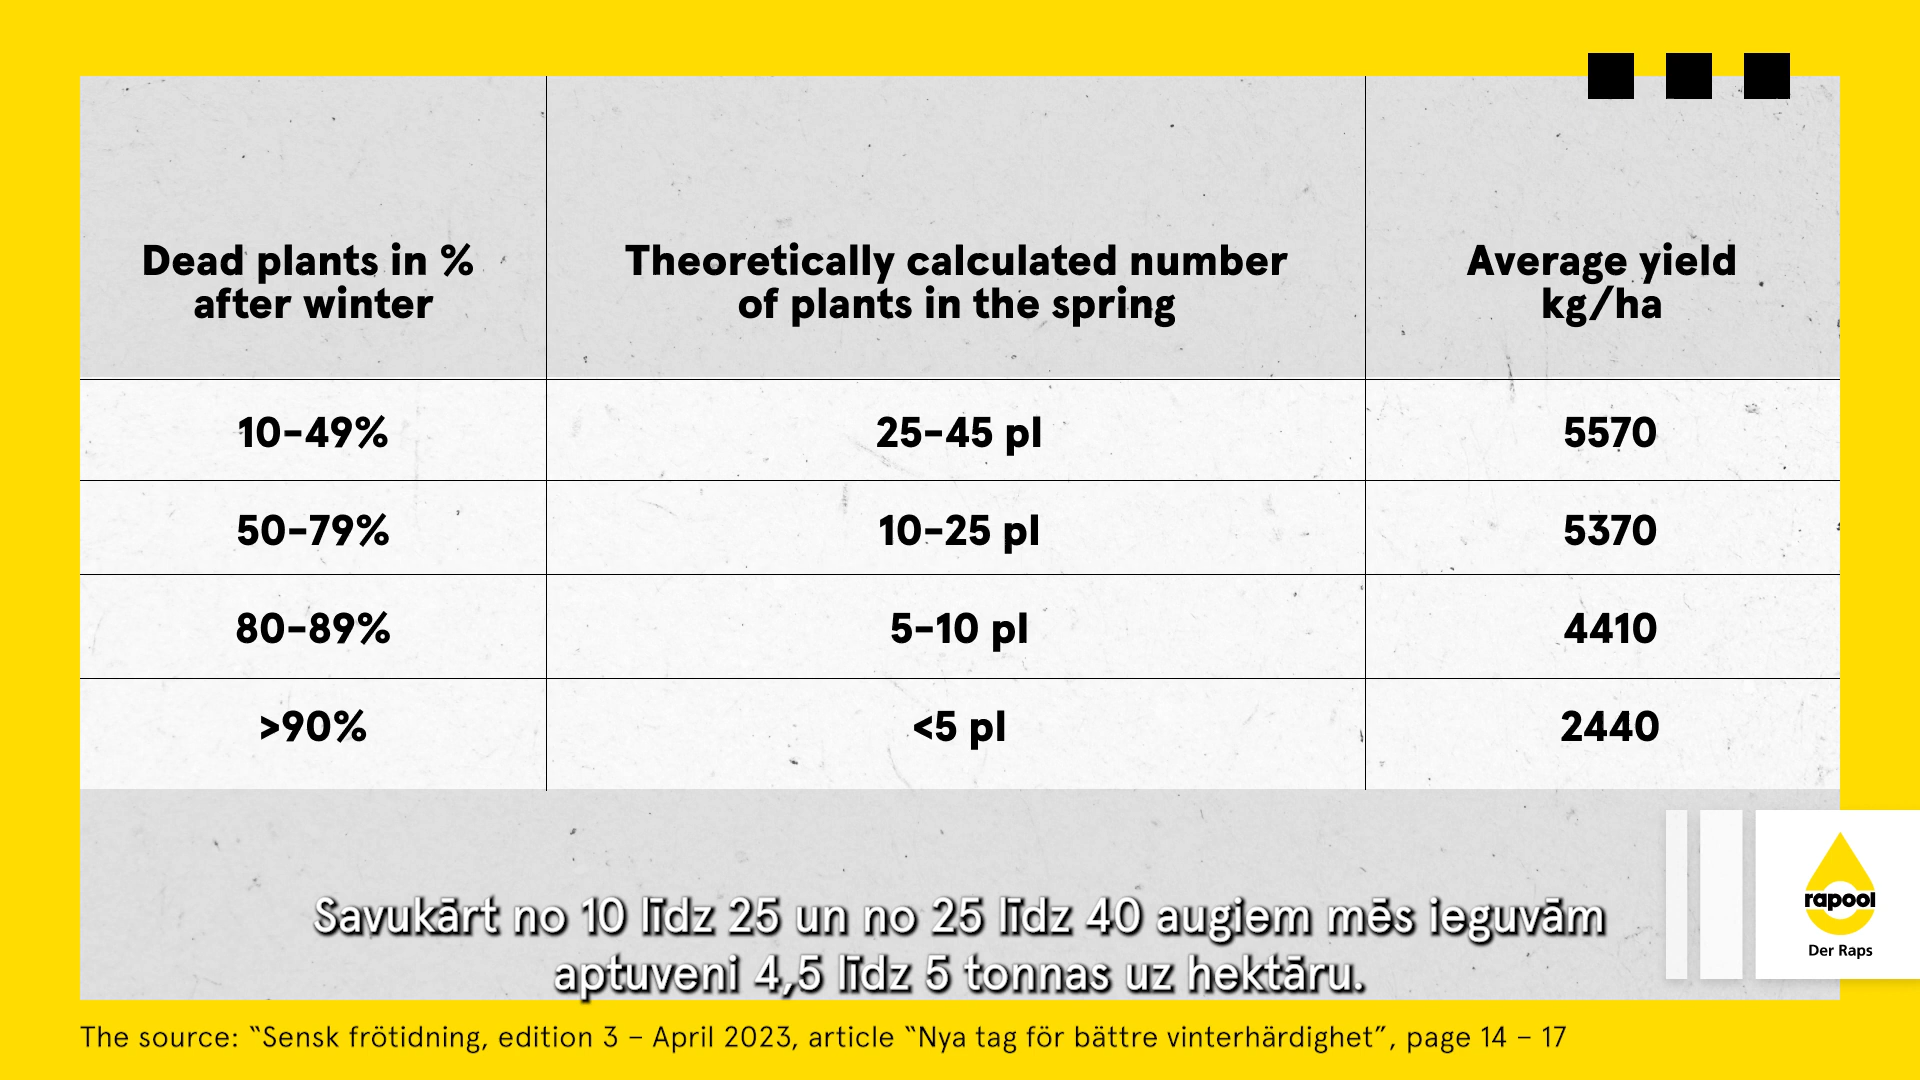 Dead plants in %
after winter
Theoretically calculated number
of plants in the spring
Average yield
kg/ha
10-49%
25-45 pl
5570
50-79%
10-25 pl
5370
80-89%
5-10 pl
4410
>90%
<5 pl
2440
Savukārt no 10 līdz 25 un no 25 līdz 40 augiem mēs ieguvām
aptuveni 4,5 līdz 5 tonnas uz hektāru.
rapool
Der Raps
The source: “Sensk frötidning, edition 3 – April 2023, article “Nya tag för bättre vinterhärdighet”, page 14 – 17